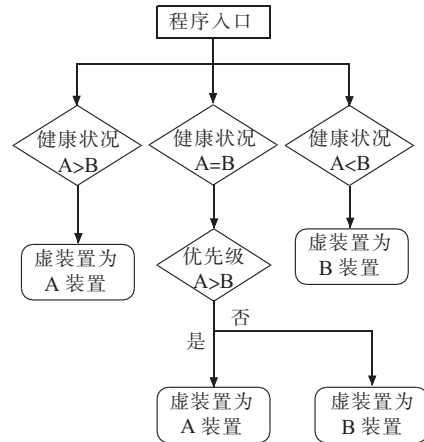 程序入口
健康状况
A>B
健康状况
A=B
健康状况
A<B
虚装置为
A 装置
优先级
A>B
虚装置为
B 装置
否
是
虚装置为
A 装置
虚装置为
B 装置